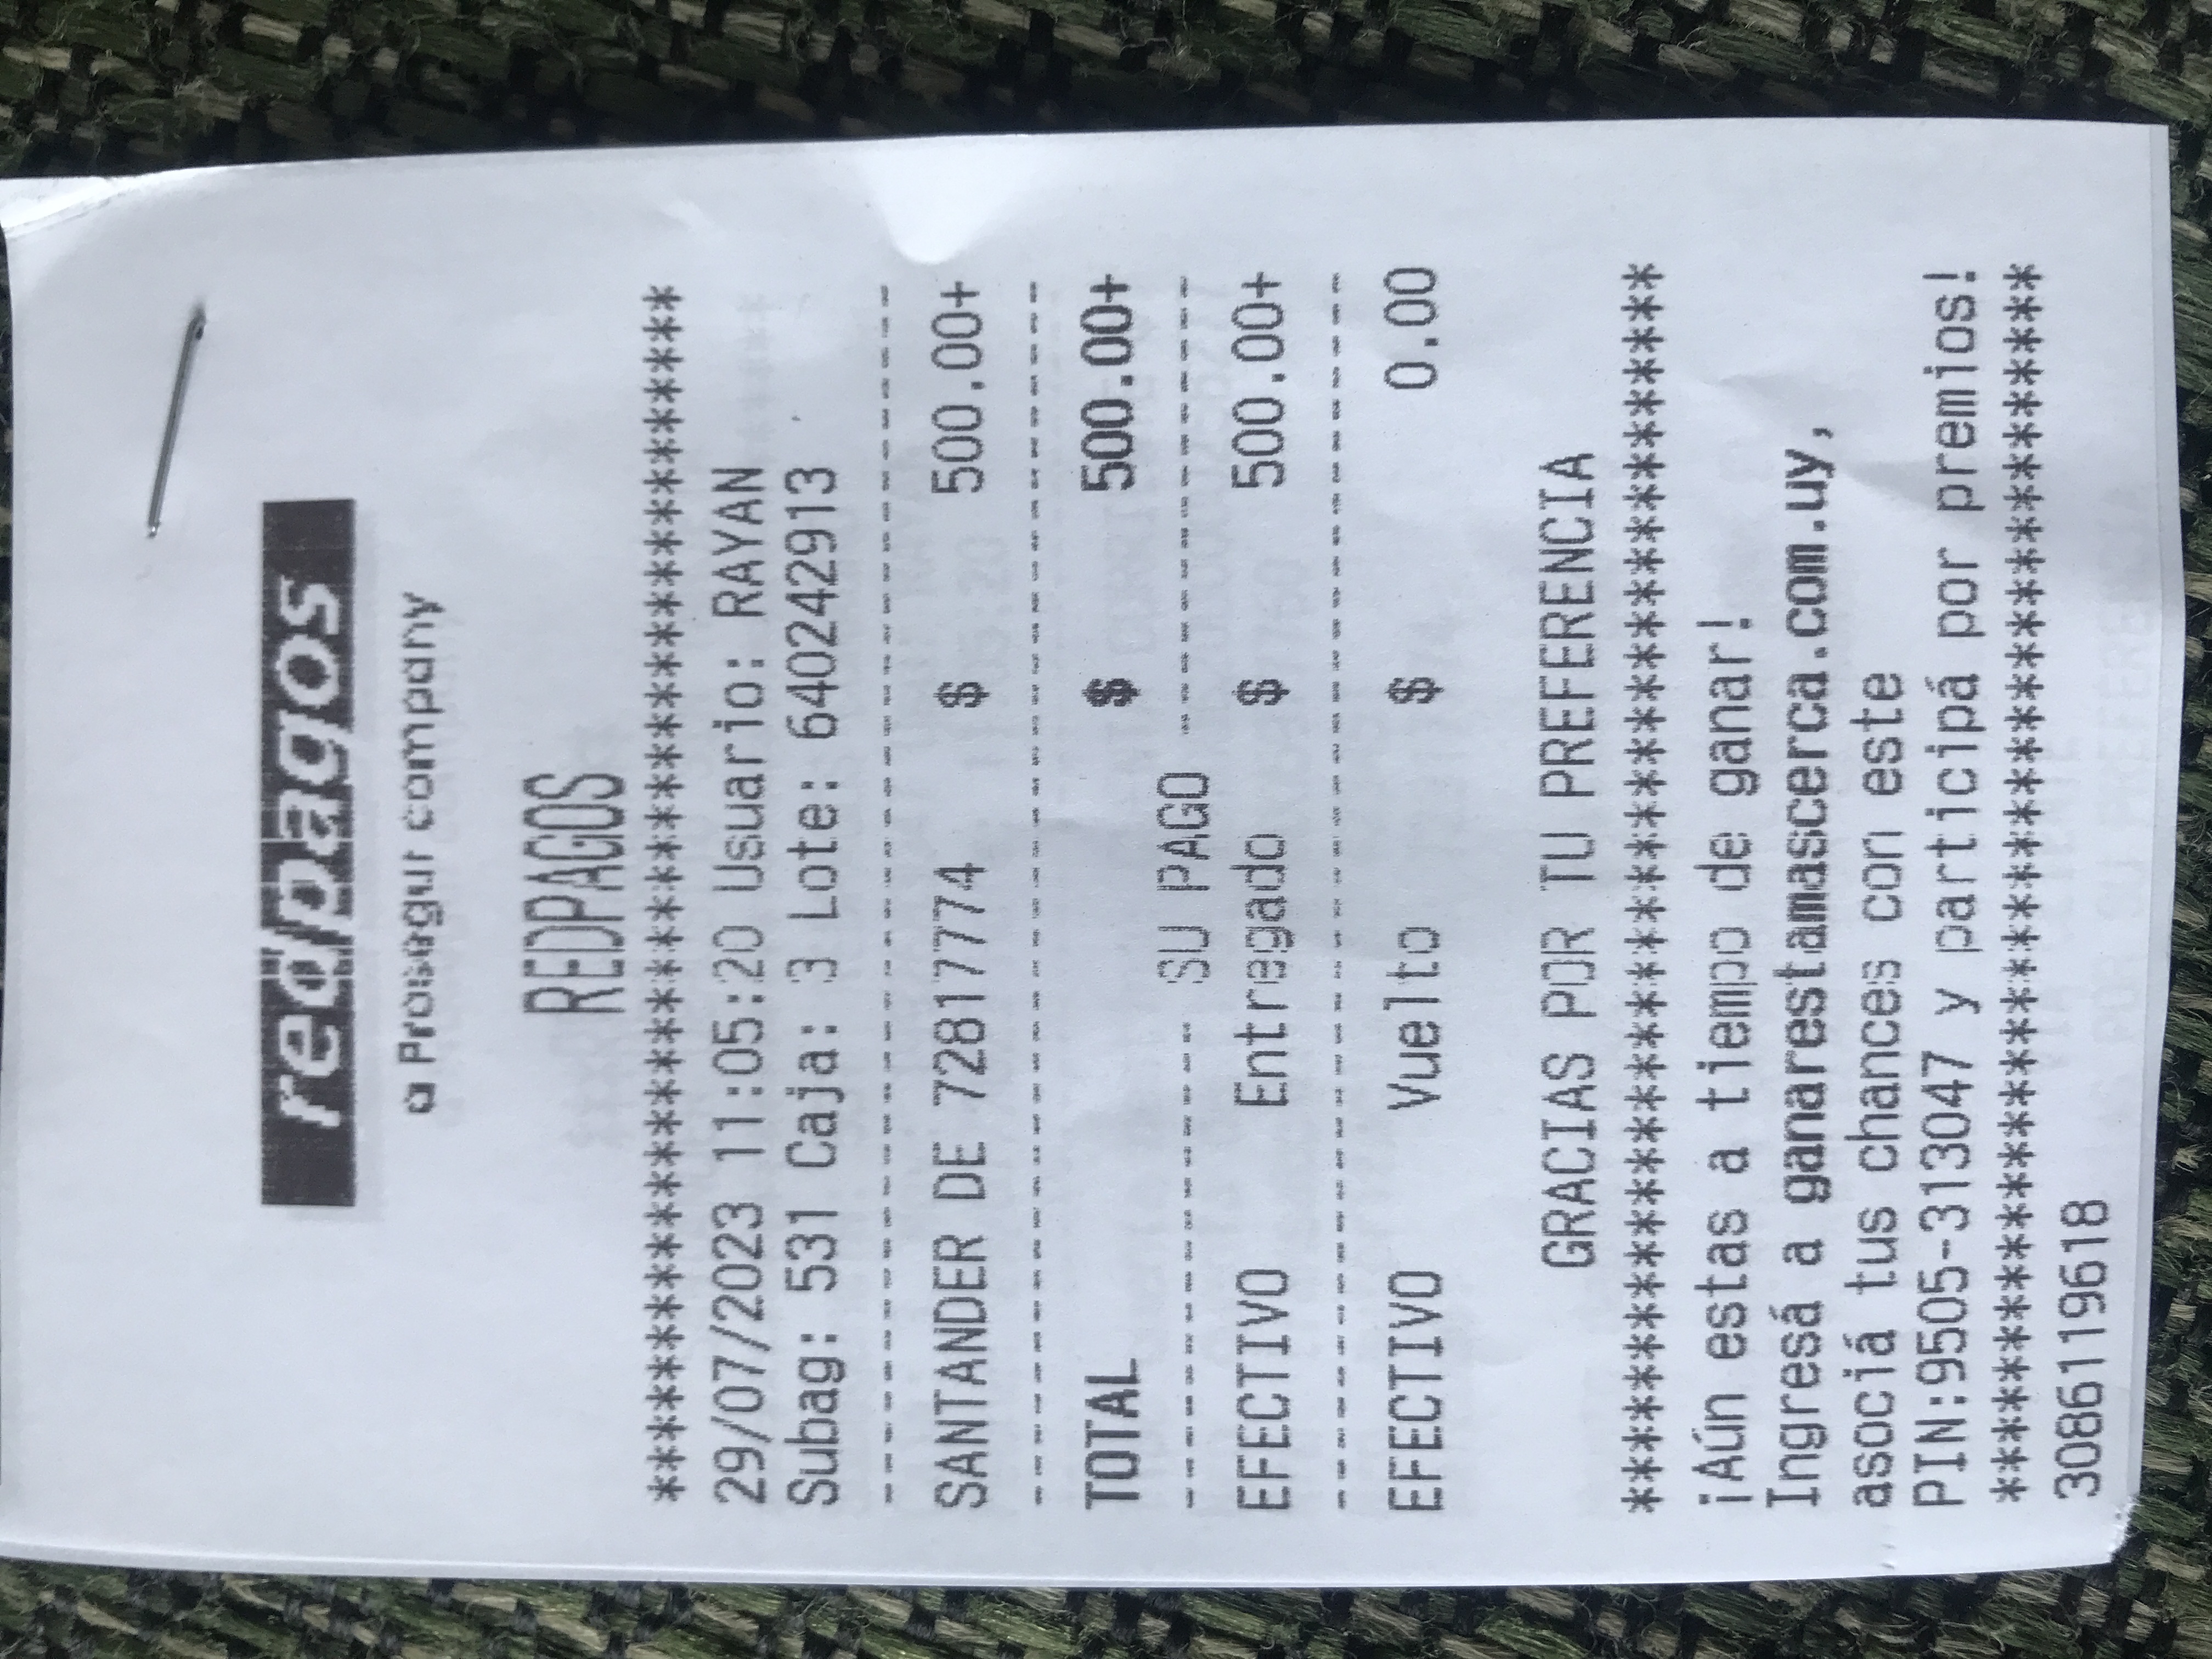 redpagos
a Prosegur company
REDPAGOS
****************************************
29/07/2023 11:05:20 Usuario: RAYAN
Subag: 531 Caja: 3 Lote: 640242913
----------------------------------------
SANTANDER DE 72817774 $ 500.00+
----------------------------------------
TOTAL $ 500.00+
---------------- SU PAGO ---------------
EFECTIVO Entregado $ 500.00+
----------------------------------------
EFECTIVO Vuelto $ 0.00
GRACIAS POR TU PREFERENCIA
****************************************
¡Aún estas a tiempo de ganar!
Ingresá a ganarestamascerca.com.uy,
asociá tus chances con este
PIN:9505-313047 y participá por premios!
****************************************
3086119618